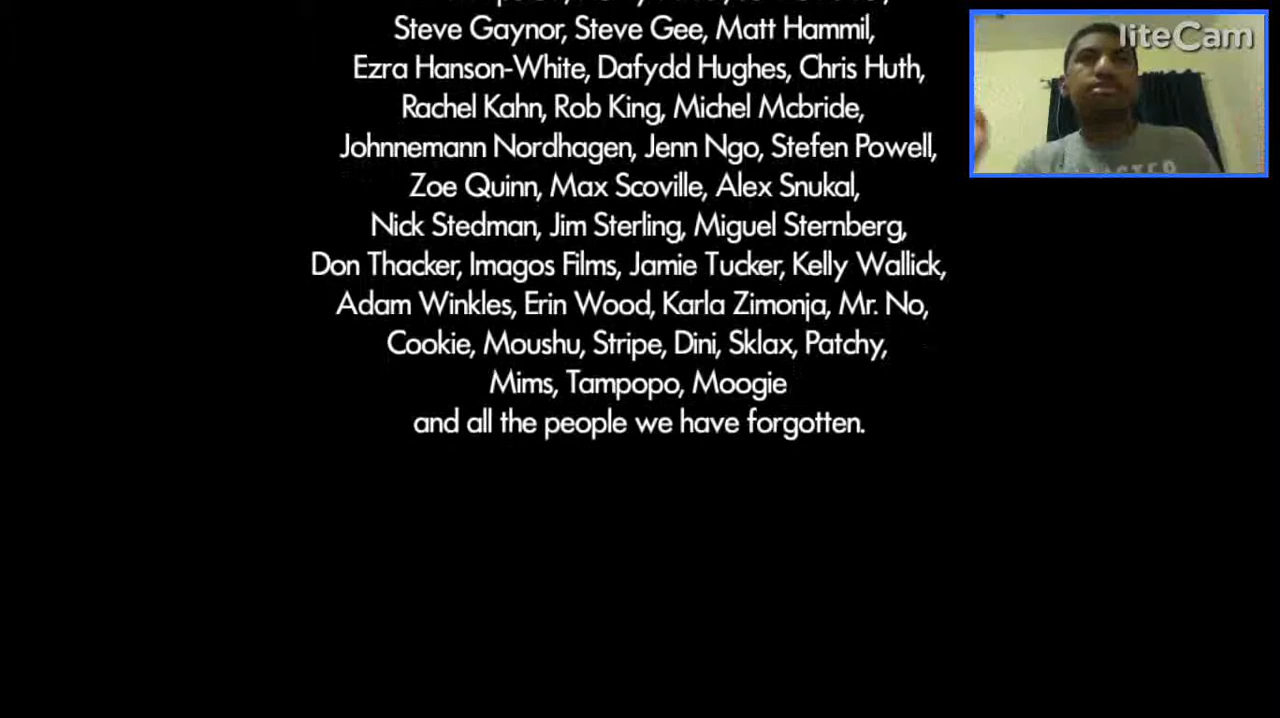 Steve Gaynor, Steve Gee, Matt Hammil,
Ezra Hanson-White, Dafydd Hughes, Chris Huth,
Rachel Kahn, Rob King, Michel Mcbride,
Johnnemann Nordhagen, Jenn Ngo, Stefen Powell,
Zoe Quinn, Max Scoville, Alex Snukal,
Nick Stedman, Jim Sterling, Miguel Sternberg,
Don Thacker, Imagos Films, Jamie Tucker, Kelly Wallick,
Adam Winkles, Erin Wood, Karla Zimonja, Mr. No,
Cookie, Moushu, Stripe, Dini, Sklax, Patchy,
Mims, Tampopo, Moogie
and all the people we have forgotten.
liteCam